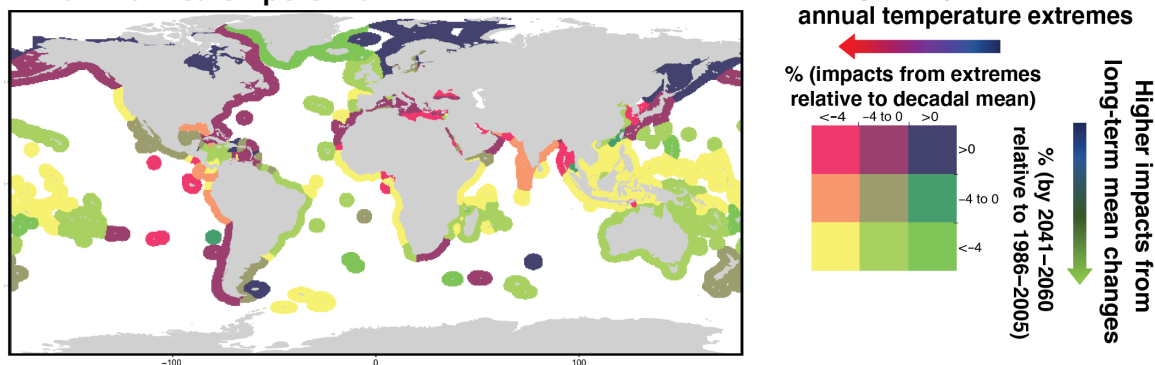 annual temperature extremes
% (impacts from extremes
relative to decadal mean)
<-4
-4 to 0
>0
>0
-4 to 0
<-4
% (by 2041–2060
relative to 1986–2005)
Higher impacts from
long-term mean changes
-100
0
100